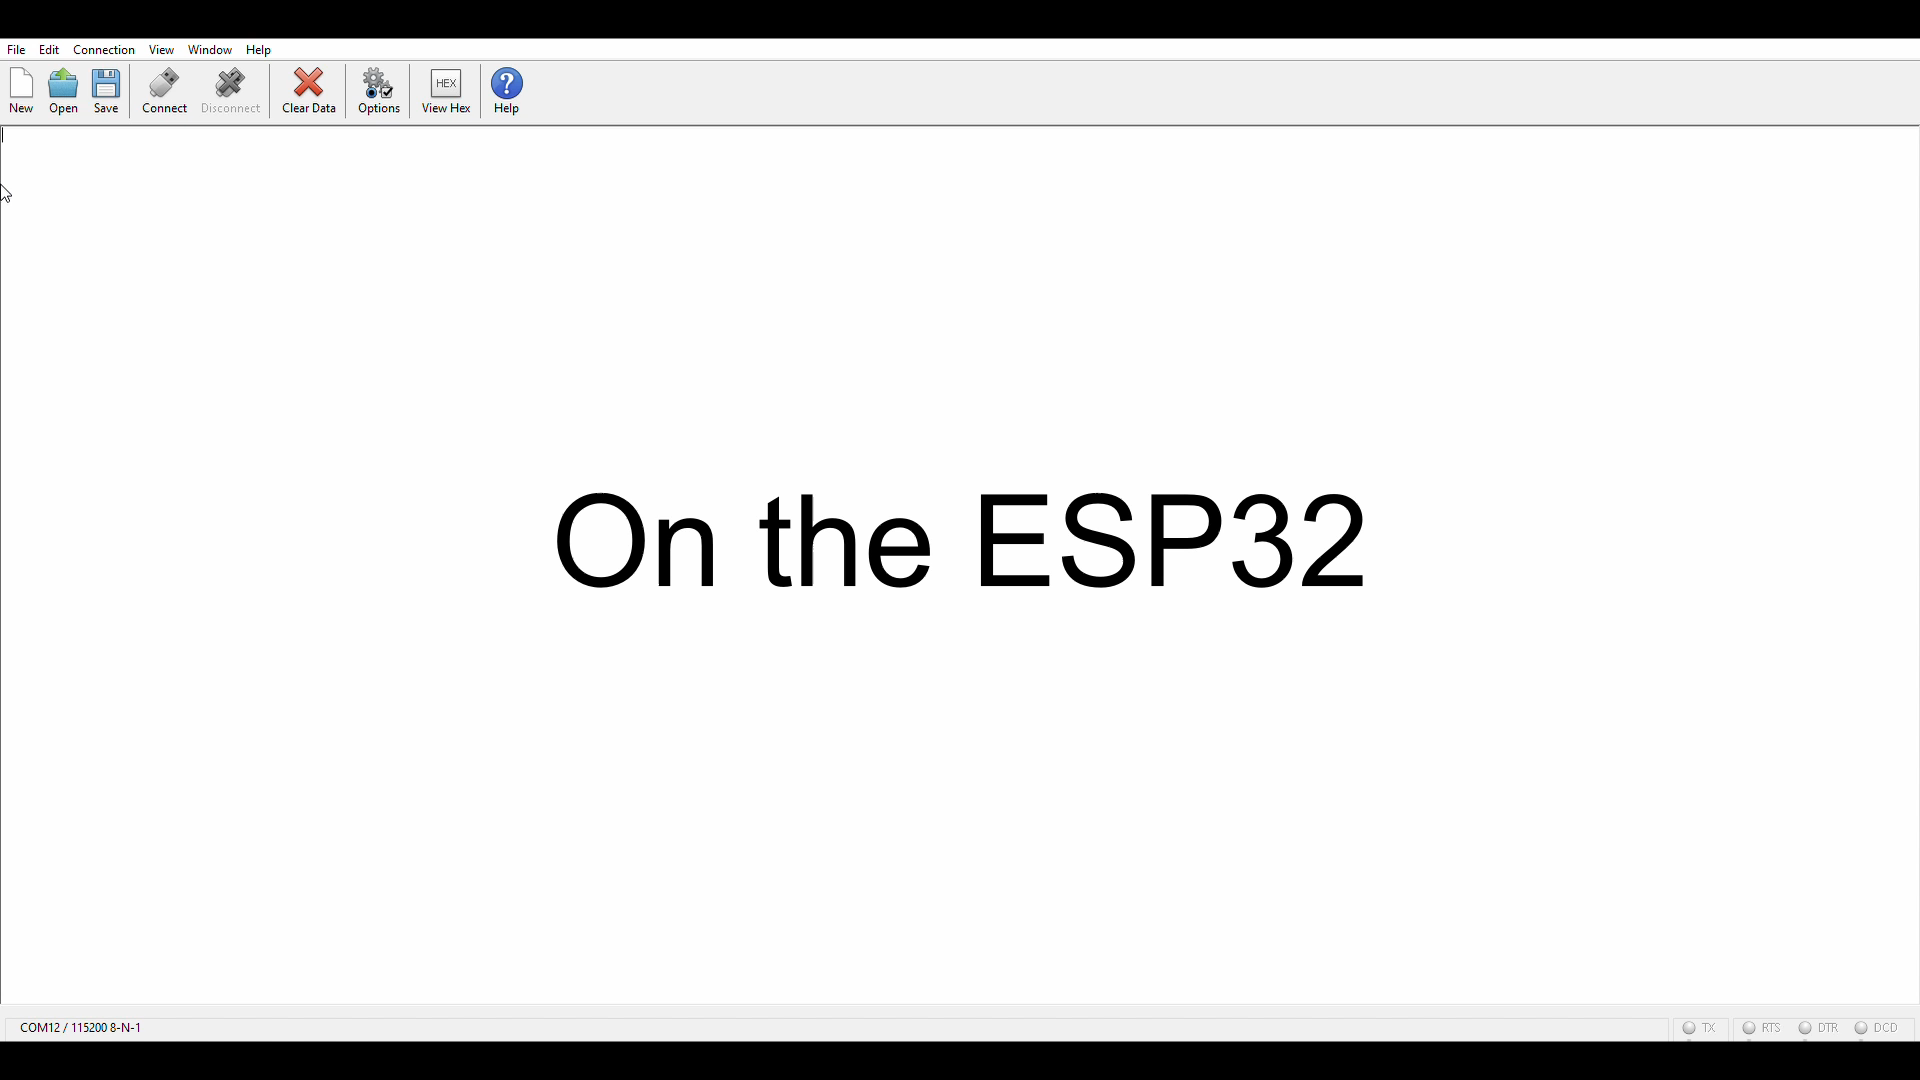 File Edit Connection View Window Help
New Open Save Connect Disconnect Clear Data Options HEX View Hex ? Help
On the ESP32
COM12 / 115200 8-N-1 TX RTS DTR DCD